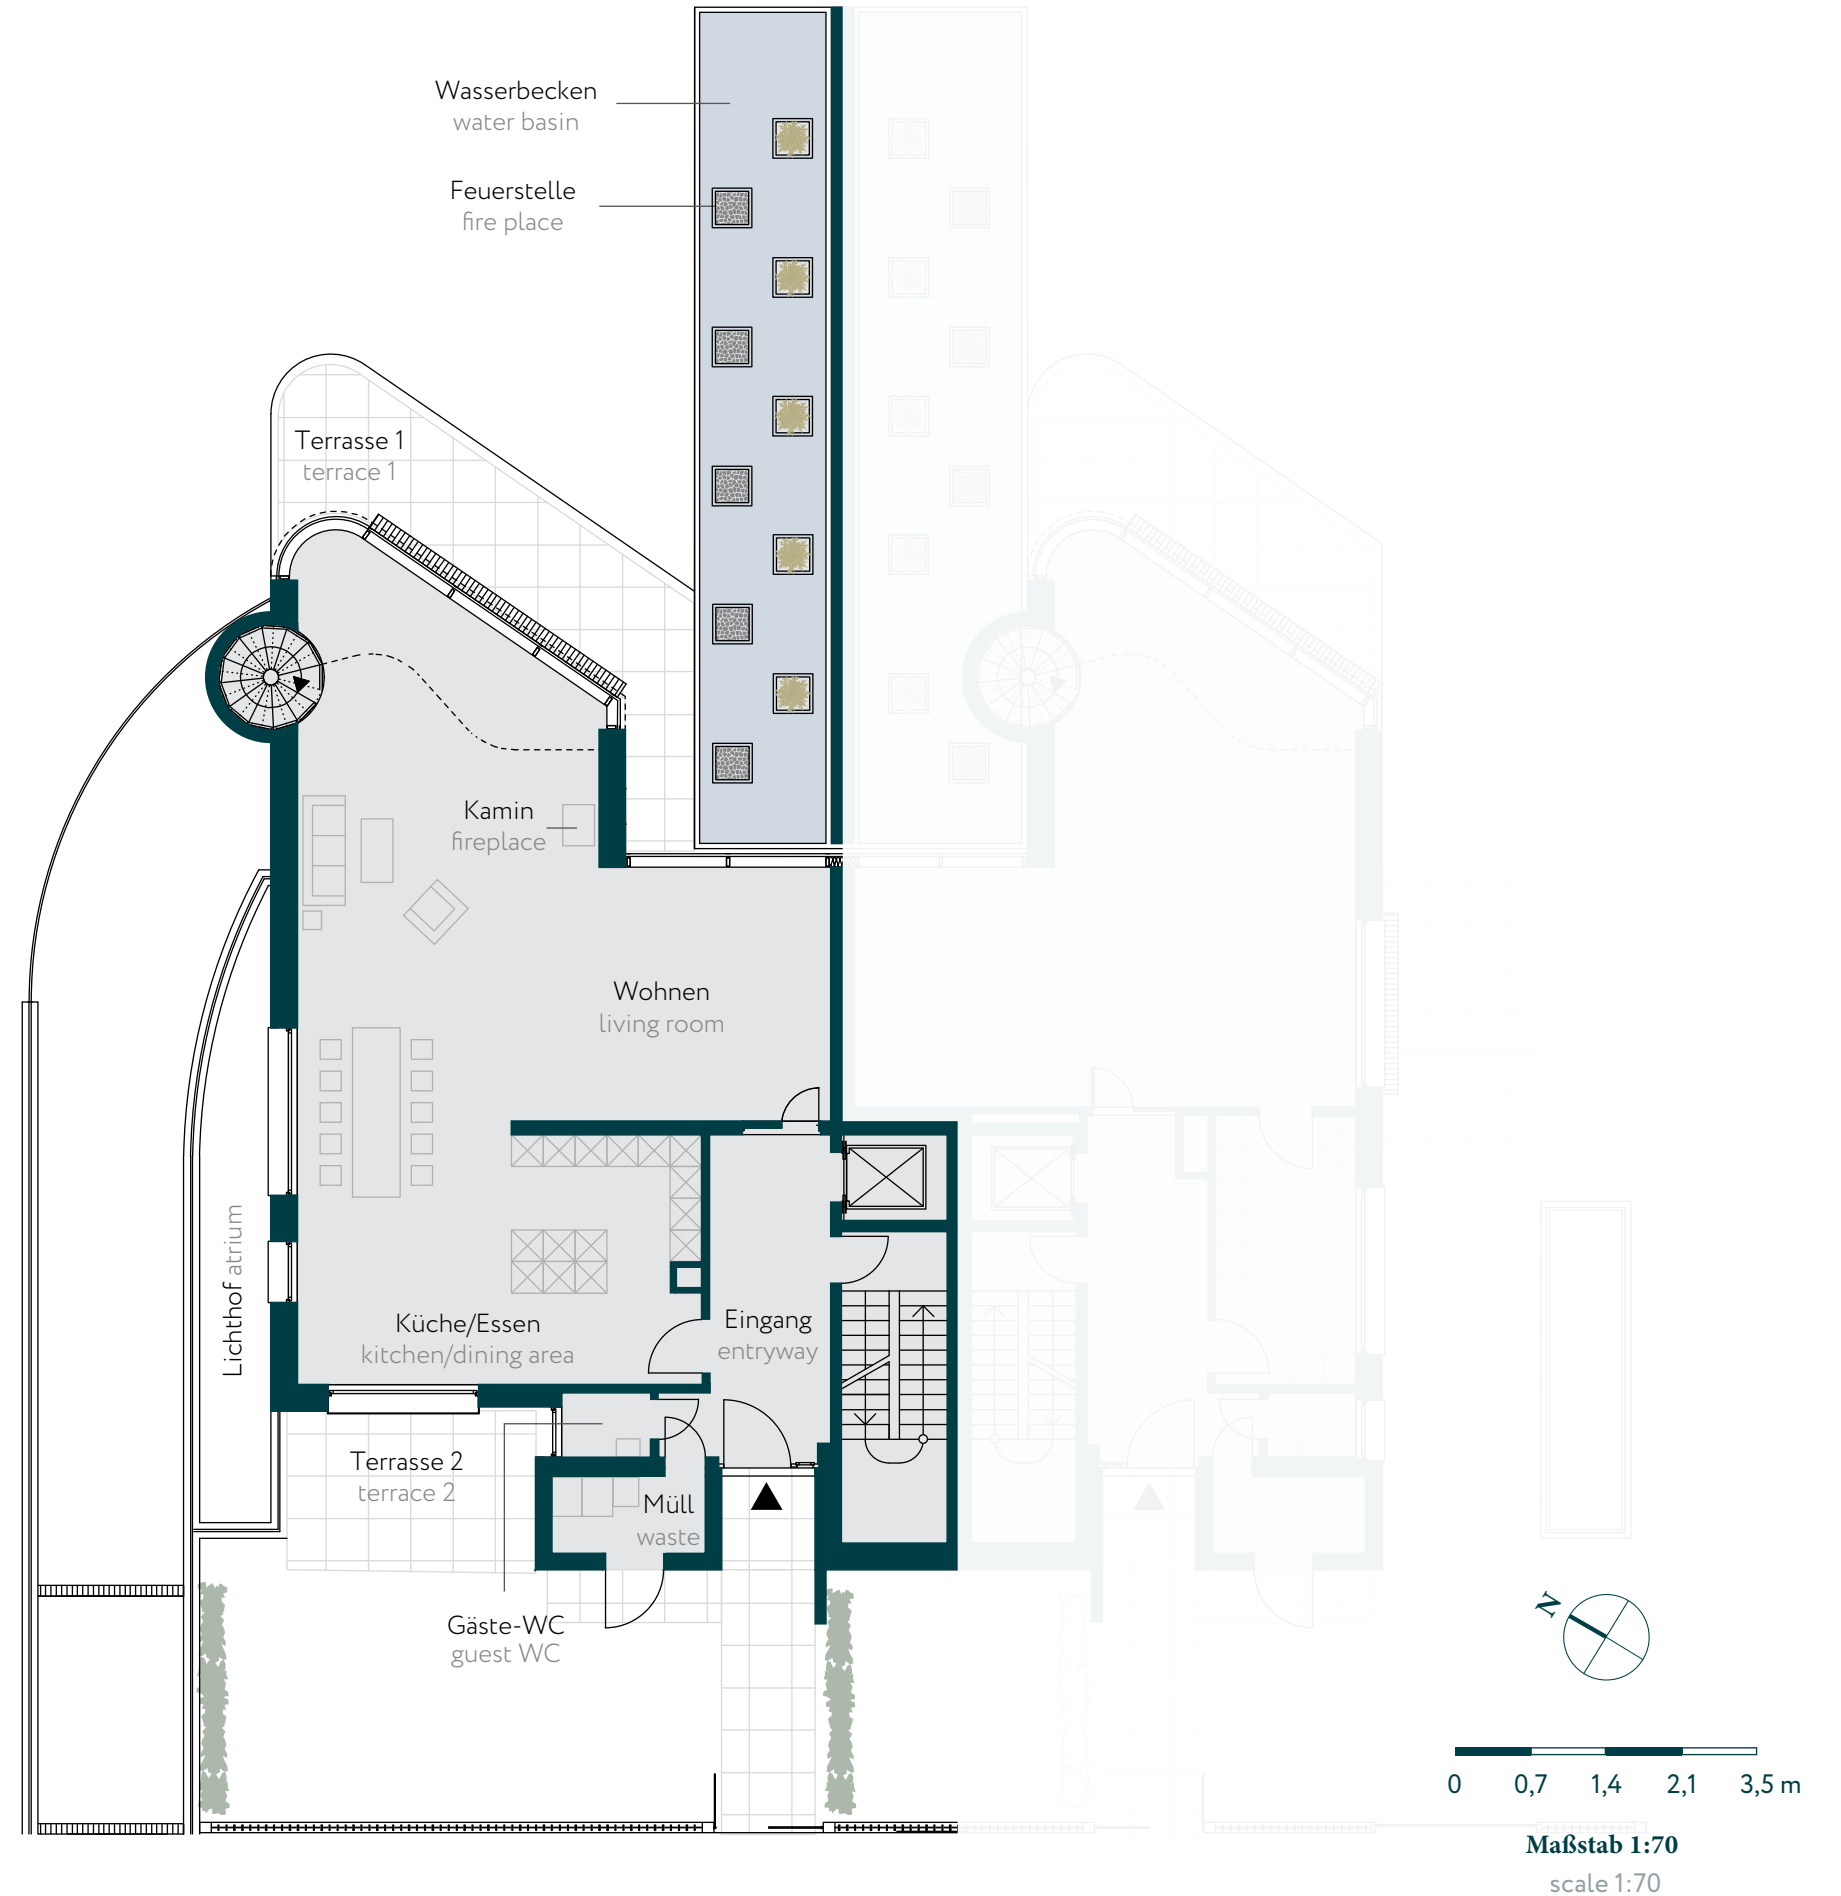 Wasserbecken
water basin
Feuerstelle
fire place
Terrasse 1
terrace 1
Kamin
fireplace
Wohnen
living room
Lichthof atrium
Küche/Essen
kitchen/dining area
Eingang
entryway
Terrasse 2
terrace 2
Müll
waste
Gäste-WC
guest WC
N
0 0,7 1,4 2,1 3,5 m
Maßstab 1:70
scale 1:70